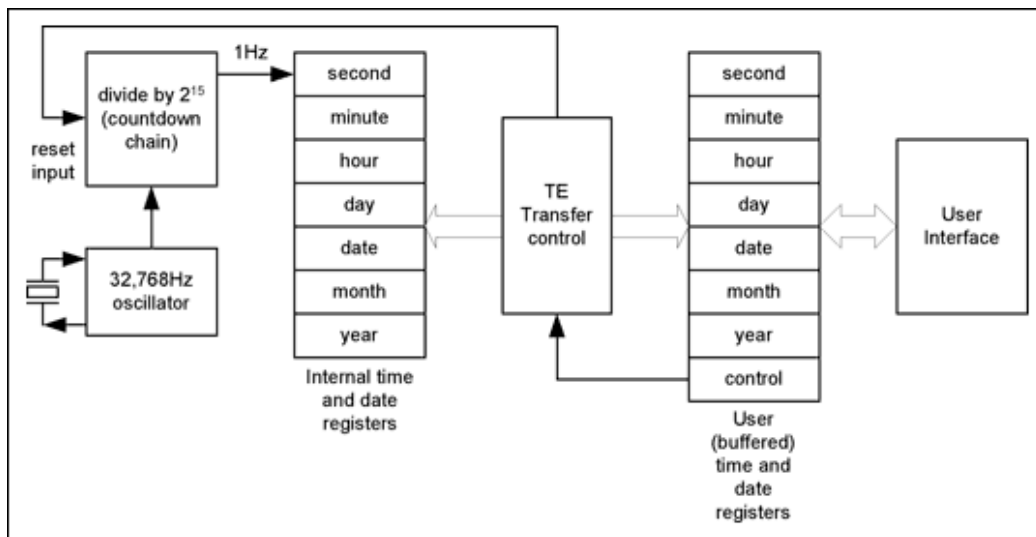 1Hz
divide by 2¹⁵
(countdown
chain)
reset
input
32,768Hz
oscillator
second
minute
hour
day
date
month
year
Internal time
and date
registers
TE
Transfer
control
second
minute
hour
day
date
month
year
control
User
(buffered)
time and
date
registers
User
Interface